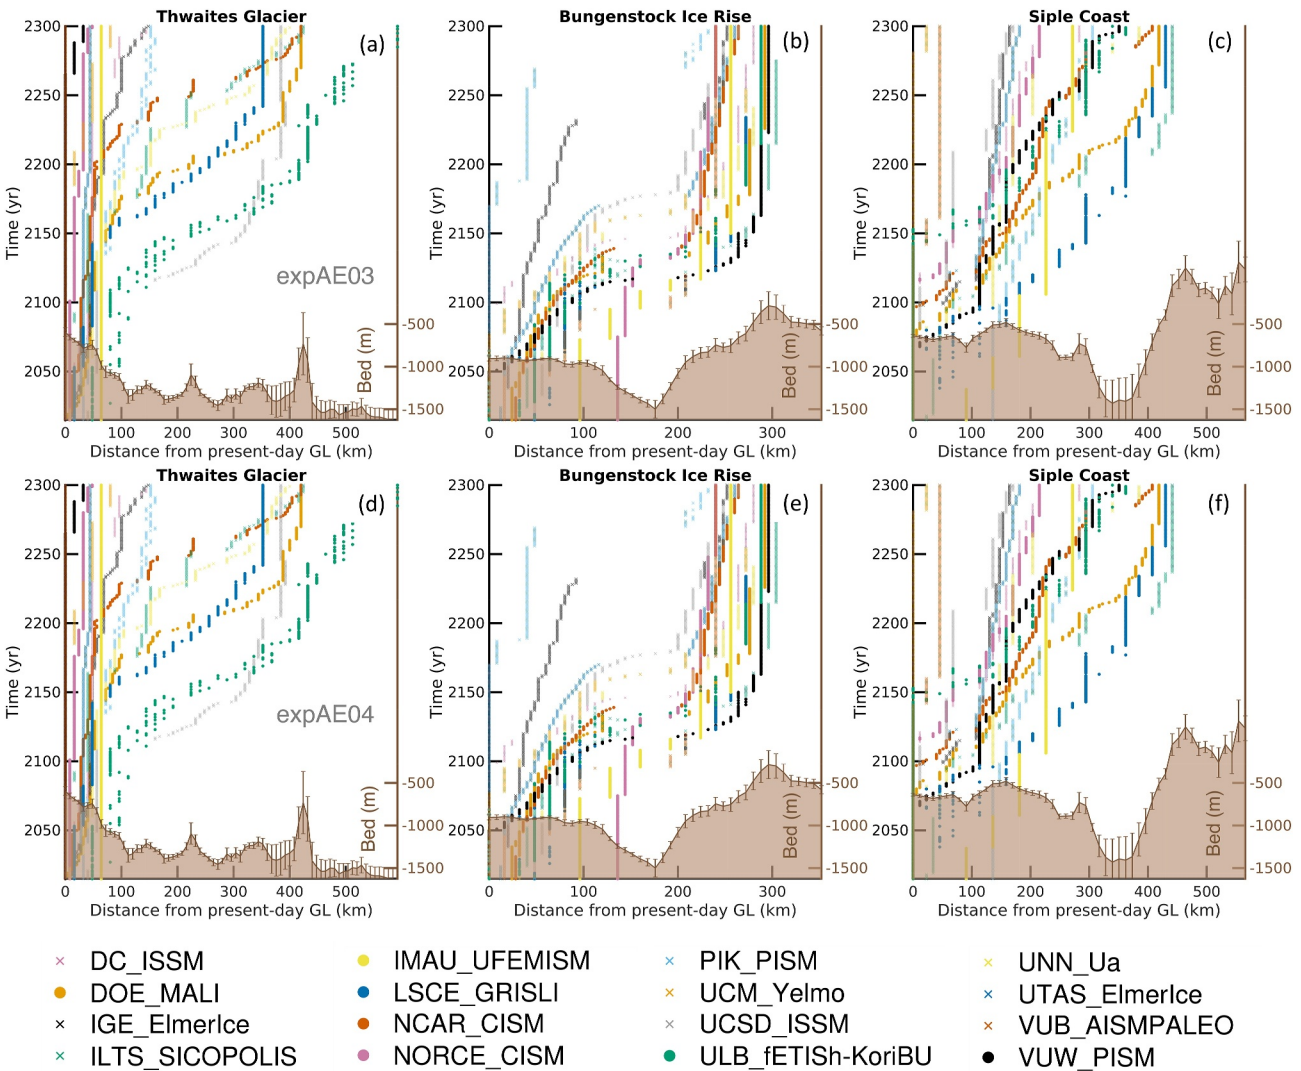 Thwaites Glacier
Bungenstock Ice Rise
Siple Coast
2300
2250
2200
2150
2100
2050
Time (yr)
(a)
expAE03
-500
-1000
-1500
Bed (m)
0 100 200 300 400 500
Distance from present-day GL (km)
2300
2250
2200
2150
2100
2050
Time (yr)
(b)
-500
-1000
-1500
Bed (m)
0 100 200 300
Distance from present-day GL (km)
2300
2250
2200
2150
2100
2050
Time (yr)
(c)
-500
-1000
-1500
Bed (m)
0 100 200 300 400 500
Distance from present-day GL (km)
Thwaites Glacier
Bungenstock Ice Rise
Siple Coast
2300
2250
2200
2150
2100
2050
Time (yr)
(d)
expAE04
-500
-1000
-1500
Bed (m)
0 100 200 300 400 500
Distance from present-day GL (km)
2300
2250
2200
2150
2100
2050
Time (yr)
(e)
-500
-1000
-1500
Bed (m)
0 100 200 300
Distance from present-day GL (km)
2300
2250
2200
2150
2100
2050
Time (yr)
(f)
-500
-1000
-1500
Bed (m)
0 100 200 300 400 500
Distance from present-day GL (km)
DC_ISSM
DOE_MALI
IGE_ElmerIce
ILTS_SICOPOLIS
IMAU_UFEMISM
LSCE_GRISLI
NCAR_CISM
NORCE_CISM
PIK_PISM
UCM_Yelmo
UCSD_ISSM
ULB_fETISh-KoriBU
UNN_Ua
UTAS_ElmerIce
VUB_AISMPALEO
VUW_PISM